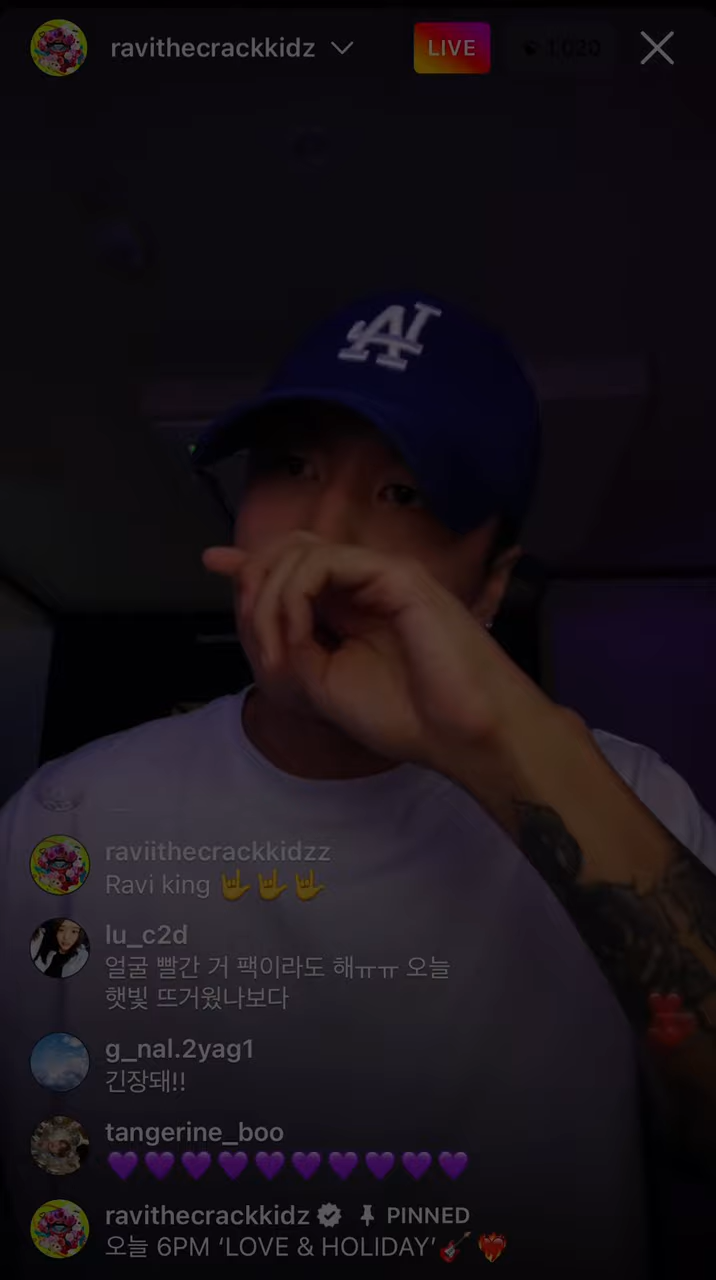 ravithecrackkidz
LIVE
1,020
LA
raviithecrackkidzz
Ravi king 🤟🤟🤟
lu_c2d
얼굴 빨간 거 팩이라도 해ㅠㅠ 오늘
햇빛 뜨거웠나보다
g_nal.2yag1
긴장돼!!
tangerine_boo
💜💜💜💜💜💜💜💜💜💜
ravithecrackkidz PINNED
오늘 6PM ‘LOVE & HOLIDAY’🎸❤️‍🔥